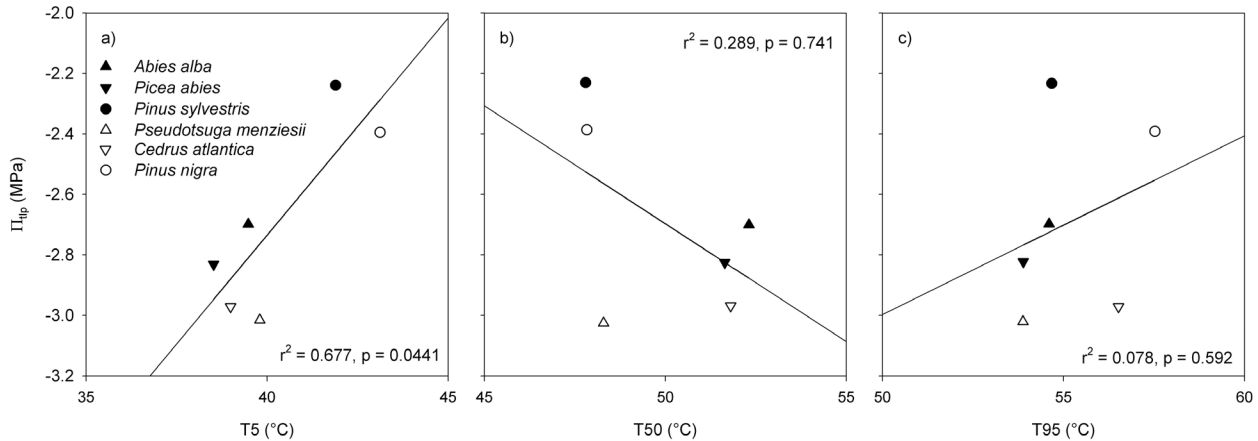 a)
Abies alba
Picea abies
Pinus sylvestris
Pseudotsuga menziesii
Cedrus atlantica
Pinus nigra
r² = 0.677, p = 0.0441
b)
r² = 0.289, p = 0.741
c)
r² = 0.078, p = 0.592
Π_tlp (MPa)
-2.0
-2.2
-2.4
-2.6
-2.8
-3.0
-3.2
35 40 45
45 50 55
50 55 60
T5 (°C)
T50 (°C)
T95 (°C)